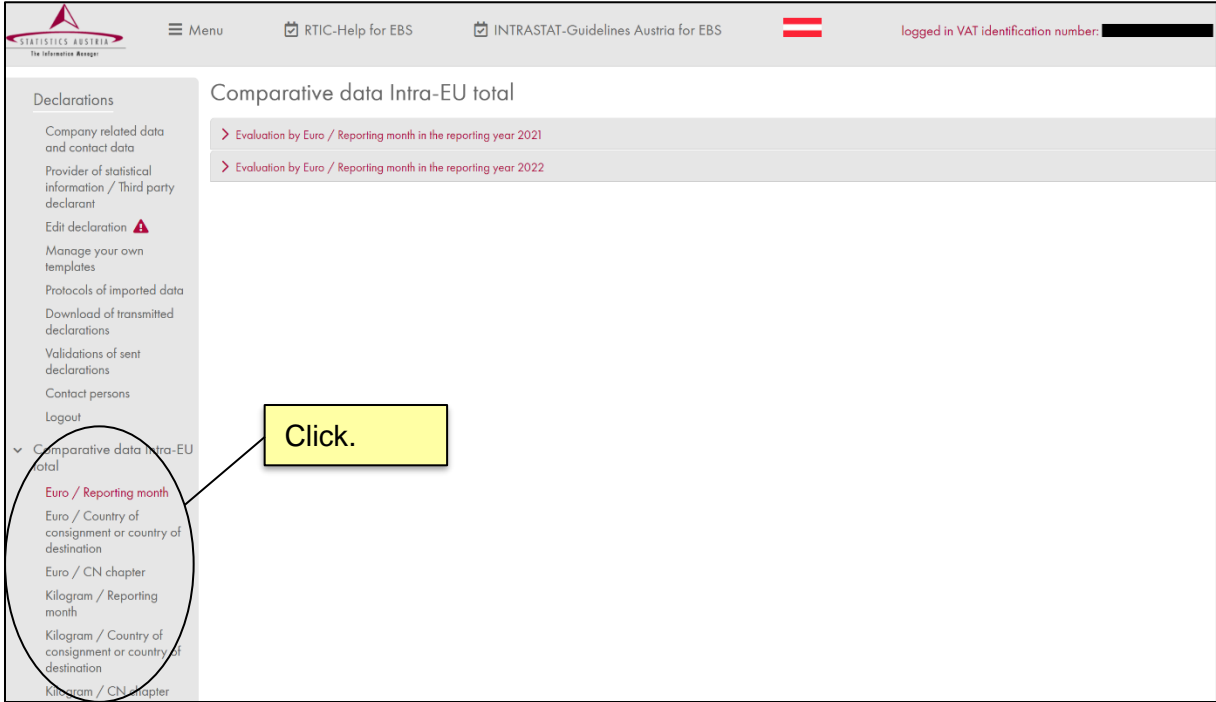 STATISTICS AUSTRIA
The Information Manager
Menu
RTIC-Help for EBS
INTRASTAT-Guidelines Austria for EBS
logged in VAT identification number:
Declarations
Company related data
and contact data
Provider of statistical
information / Third party
declarant
Edit declaration
Manage your own
templates
Protocols of imported data
Download of transmitted
declarations
Validations of sent
declarations
Contact persons
Logout
Comparative data Intra-EU
total
Euro / Reporting month
Euro / Country of
consignment or country of
destination
Euro / CN chapter
Kilogram / Reporting
month
Kilogram / Country of
consignment or country of
destination
Kilogram / CN chapter
Comparative data Intra-EU total
Evaluation by Euro / Reporting month in the reporting year 2021
Evaluation by Euro / Reporting month in the reporting year 2022
Click.